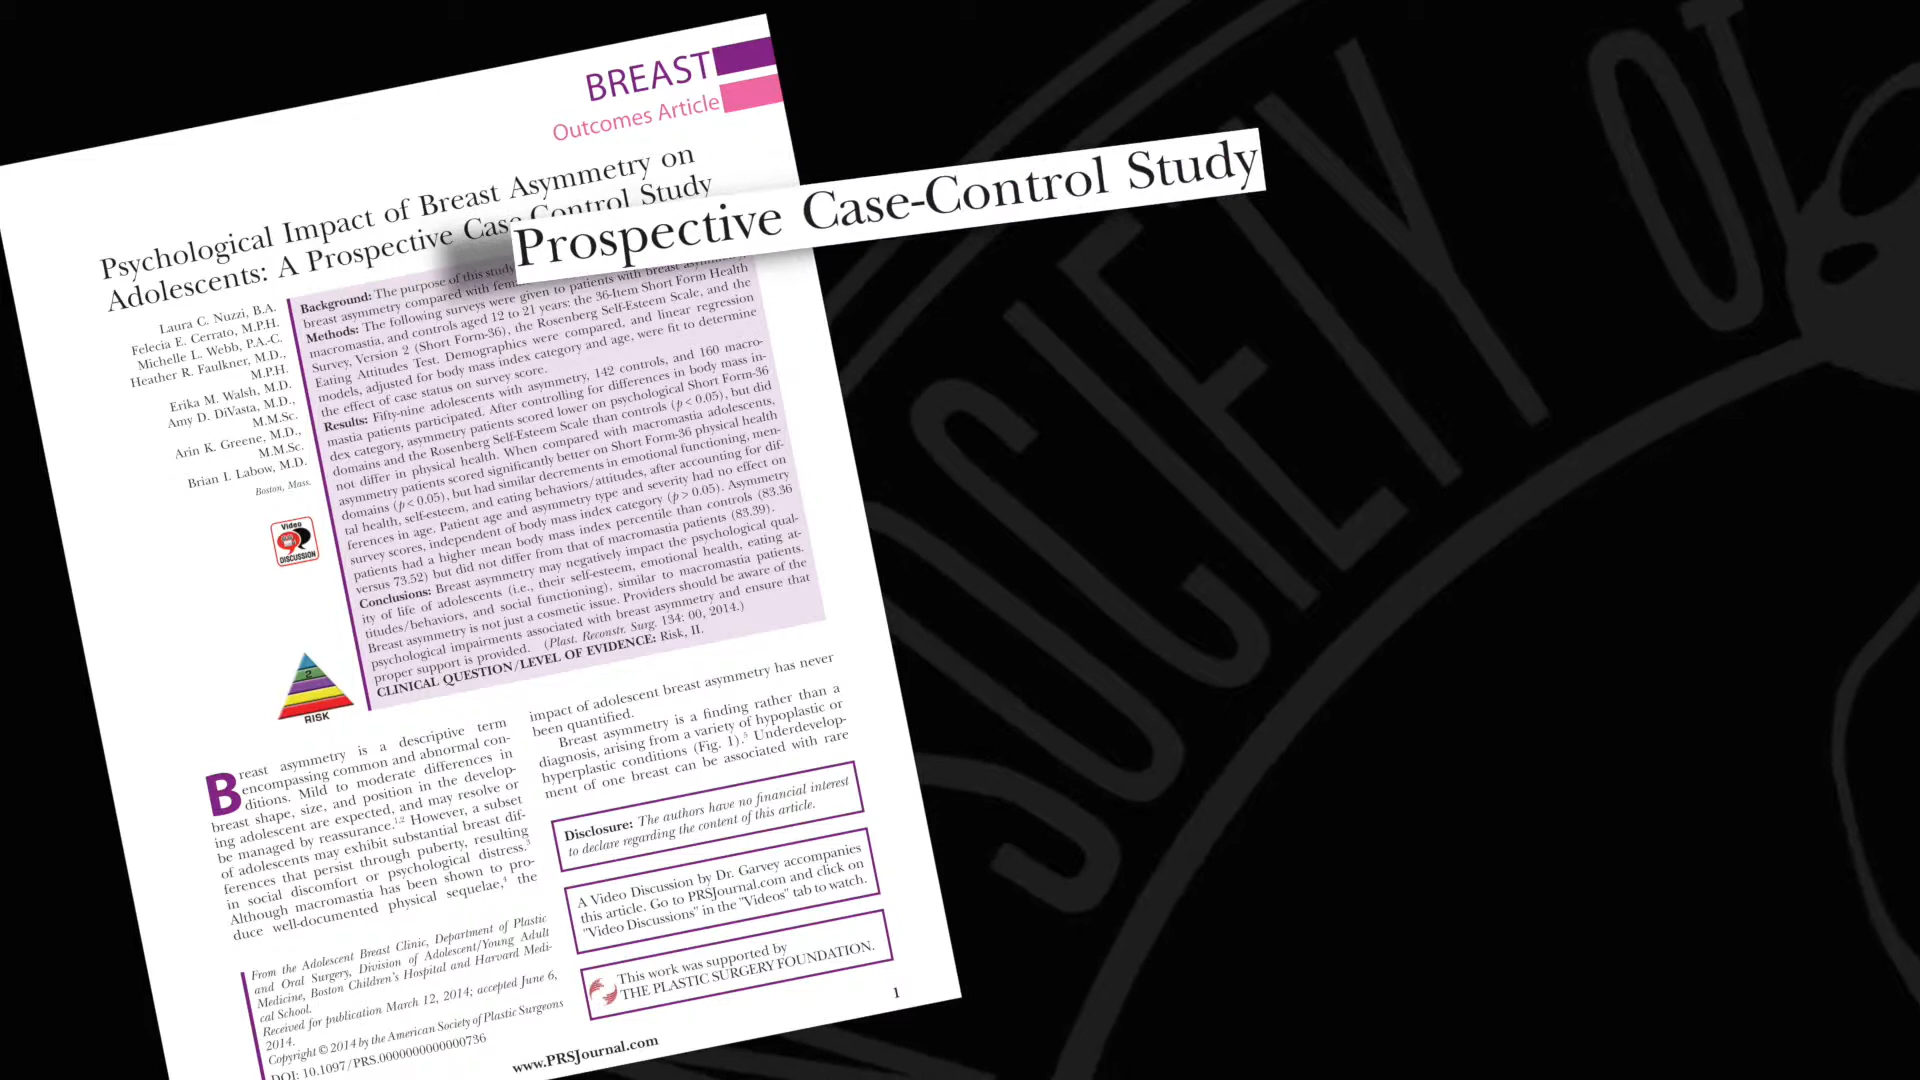 BREAST
Outcomes Article
Psychological Impact of Breast Asymmetry on
Adolescents: A Prospective Case-Control Study
Prospective Case-Control Study
Laura C. Nuzzi, B.A.
Felecia E. Cerrato, M.P.H.
Michelle L. Webb, P.A.-C.
Heather R. Faulkner, M.D.,
M.P.H.
Erika M. Walsh, M.D.
Amy D. DiVasta, M.D.,
M.M.Sc.
Arin K. Greene, M.D.,
M.M.Sc.
Brian I. Labow, M.D.
Boston, Mass.
Video
DISCUSSION
2
RISK
Background: The purpose of this study
breast asymmetry compared with
Methods: The following surveys were given to patients with breast
macromastia, and controls aged 12 to 21 years: the 36-Item Short Form Health
Survey, Version 2 (Short Form-36), the Rosenberg Self-Esteem Scale, and the
Eating Attitudes Test. Demographics were compared, and linear regression
models, adjusted for body mass index category and age, were fit to determine
the effect of case status on survey score.
Results: Fifty-nine adolescents with asymmetry, 142 controls, and 160 macro-
mastia patients participated. After controlling for differences in body mass in-
dex category, asymmetry patients scored lower on psychological Short Form-36
domains and the Rosenberg Self-Esteem Scale than controls (p < 0.05), but did
not differ in physical health. When compared with macromastia adolescents,
asymmetry patients scored significantly better on Short Form-36 physical health
domains (p < 0.05), but had similar decrements in emotional functioning, men-
tal health, self-esteem, and eating behaviors/attitudes, after accounting for dif-
ferences in age. Patient age and asymmetry type and severity had no effect on
survey scores, independent of body mass index category (p > 0.05). Asymmetry
patients had a higher mean body mass index percentile than controls (83.36
versus 73.52) but did not differ from that of macromastia patients (83.39).
Conclusions: Breast asymmetry may negatively impact the psychological qual-
ity of life of adolescents (i.e., their self-esteem, emotional health, eating at-
titudes/behaviors, and social functioning), similar to macromastia patients.
Breast asymmetry is not just a cosmetic issue. Providers should be aware of the
psychological impairments associated with breast asymmetry and ensure that
proper support is provided. (Plast. Reconstr. Surg. 134: 00, 2014.)
CLINICAL QUESTION/LEVEL OF EVIDENCE: Risk, II.
Breast asymmetry is a descriptive term
encompassing common and abnormal con-
ditions. Mild to moderate differences in
breast shape, size, and position in the develop-
ing adolescent are expected, and may resolve or
be managed by reassurance.1,2 However, a subset
of adolescents may exhibit substantial breast dif-
ferences that persist through puberty, resulting
in social discomfort or psychological distress.3
Although macromastia has been shown to pro-
duce well-documented physical sequelae,4 the
impact of adolescent breast asymmetry has never
been quantified.
Breast asymmetry is a finding rather than a
diagnosis, arising from a variety of hypoplastic or
hyperplastic conditions (Fig. 1).5 Underdevelop-
ment of one breast can be associated with rare
From the Adolescent Breast Clinic, Department of Plastic
and Oral Surgery, Division of Adolescent/Young Adult
Medicine, Boston Children's Hospital and Harvard Medi-
cal School.
Received for publication March 12, 2014; accepted June 6,
2014.
Copyright © 2014 by the American Society of Plastic Surgeons
DOI: 10.1097/PRS.0000000000000736
Disclosure: The authors have no financial interest
to declare regarding the content of this article.
A Video Discussion by Dr. Garvey accompanies
this article. Go to PRSJournal.com and click on
"Video Discussions" in the "Videos" tab to watch.
This work was supported by
THE PLASTIC SURGERY FOUNDATION.
www.PRSJournal.com
1
SOCIETY OF